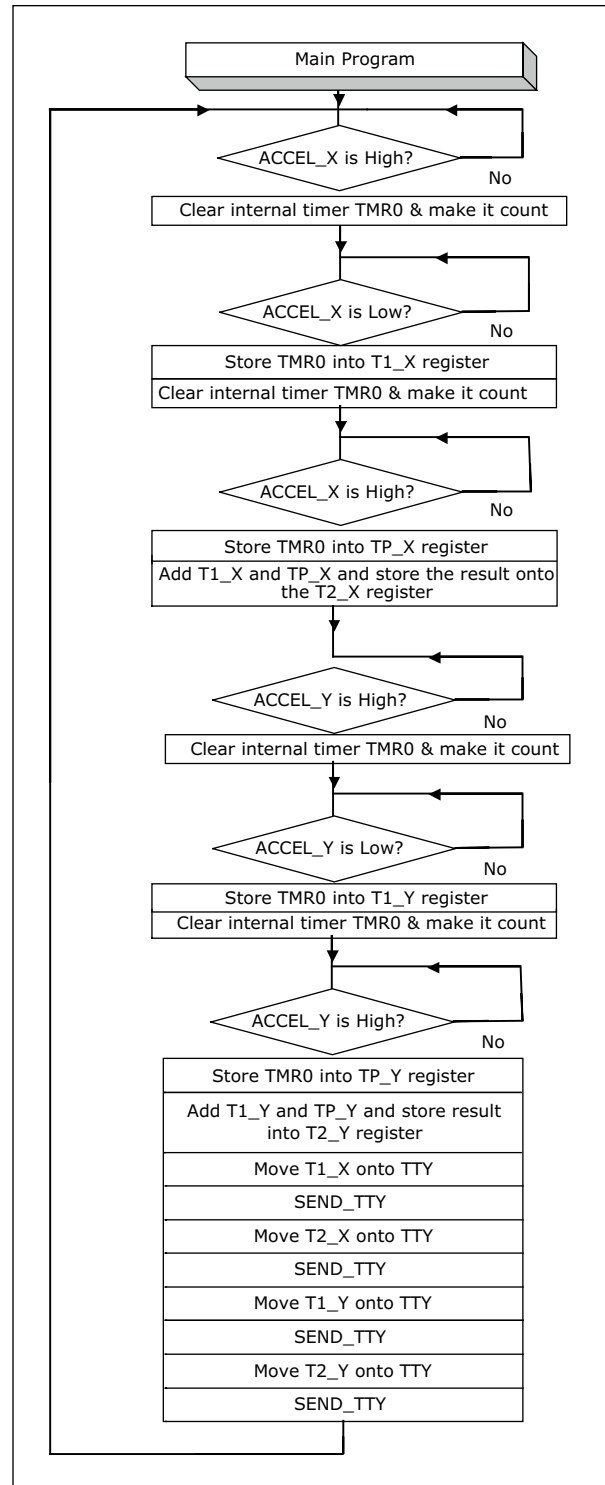 Main Program
ACCEL_X is High?
No
Clear internal timer TMR0 & make it count
ACCEL_X is Low?
No
Store TMR0 into T1_X register
Clear internal timer TMR0 & make it count
ACCEL_X is High?
No
Store TMR0 into TP_X register
Add T1_X and TP_X and store the result onto
the T2_X register
ACCEL_Y is High?
No
Clear internal timer TMR0 & make it count
ACCEL_Y is Low?
No
Store TMR0 into T1_Y register
Clear internal timer TMR0 & make it count
ACCEL_Y is High?
No
Store TMR0 into TP_Y register
Add T1_Y and TP_Y and store result
into T2_Y register
Move T1_X onto TTY
SEND_TTY
Move T2_X onto TTY
SEND_TTY
Move T1_Y onto TTY
SEND_TTY
Move T2_Y onto TTY
SEND_TTY